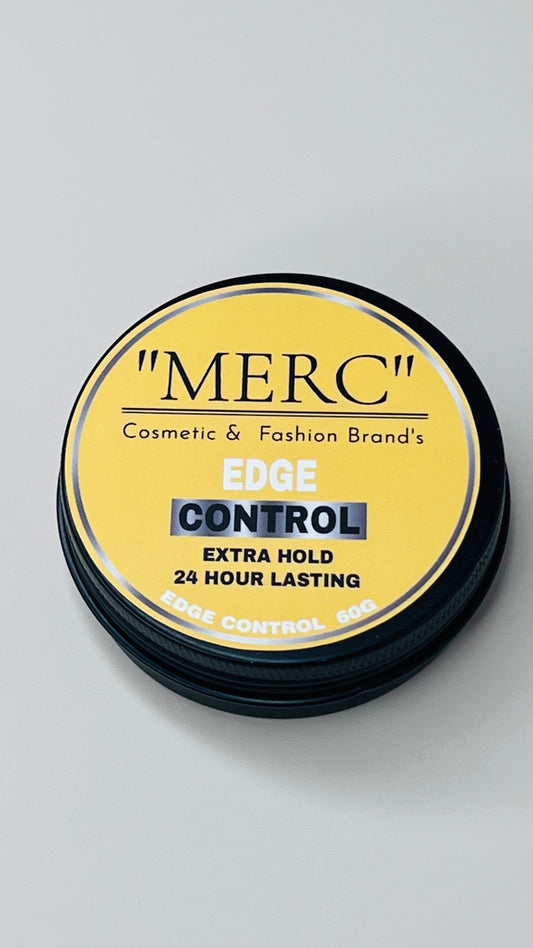 "MERC"
Cosmetic & Fashion Brand's
EDGE
CONTROL
EXTRA HOLD
24 HOUR LASTING
EDGE CONTROL 60G